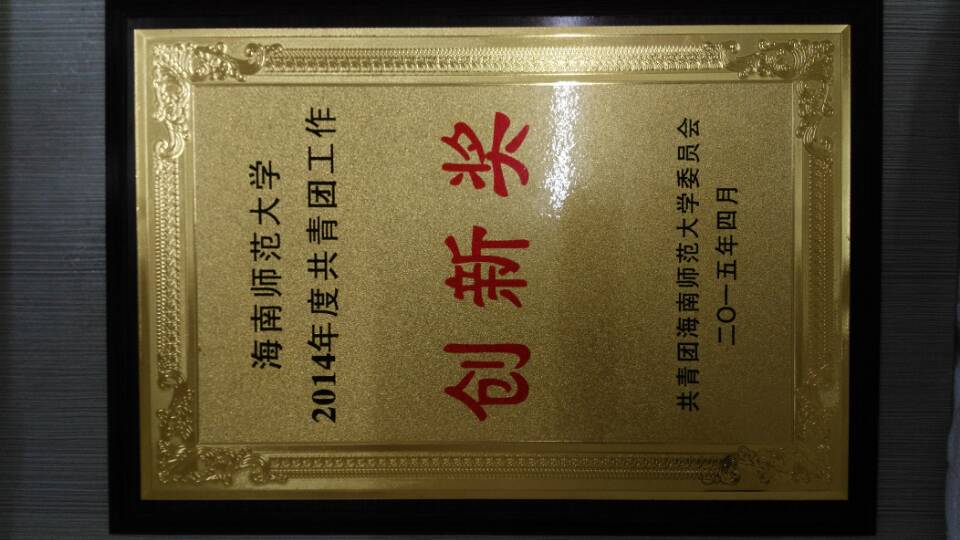 海南师范大学
2014年度共青团工作
创新奖
共青团海南师范大学委员会
二〇一五年四月